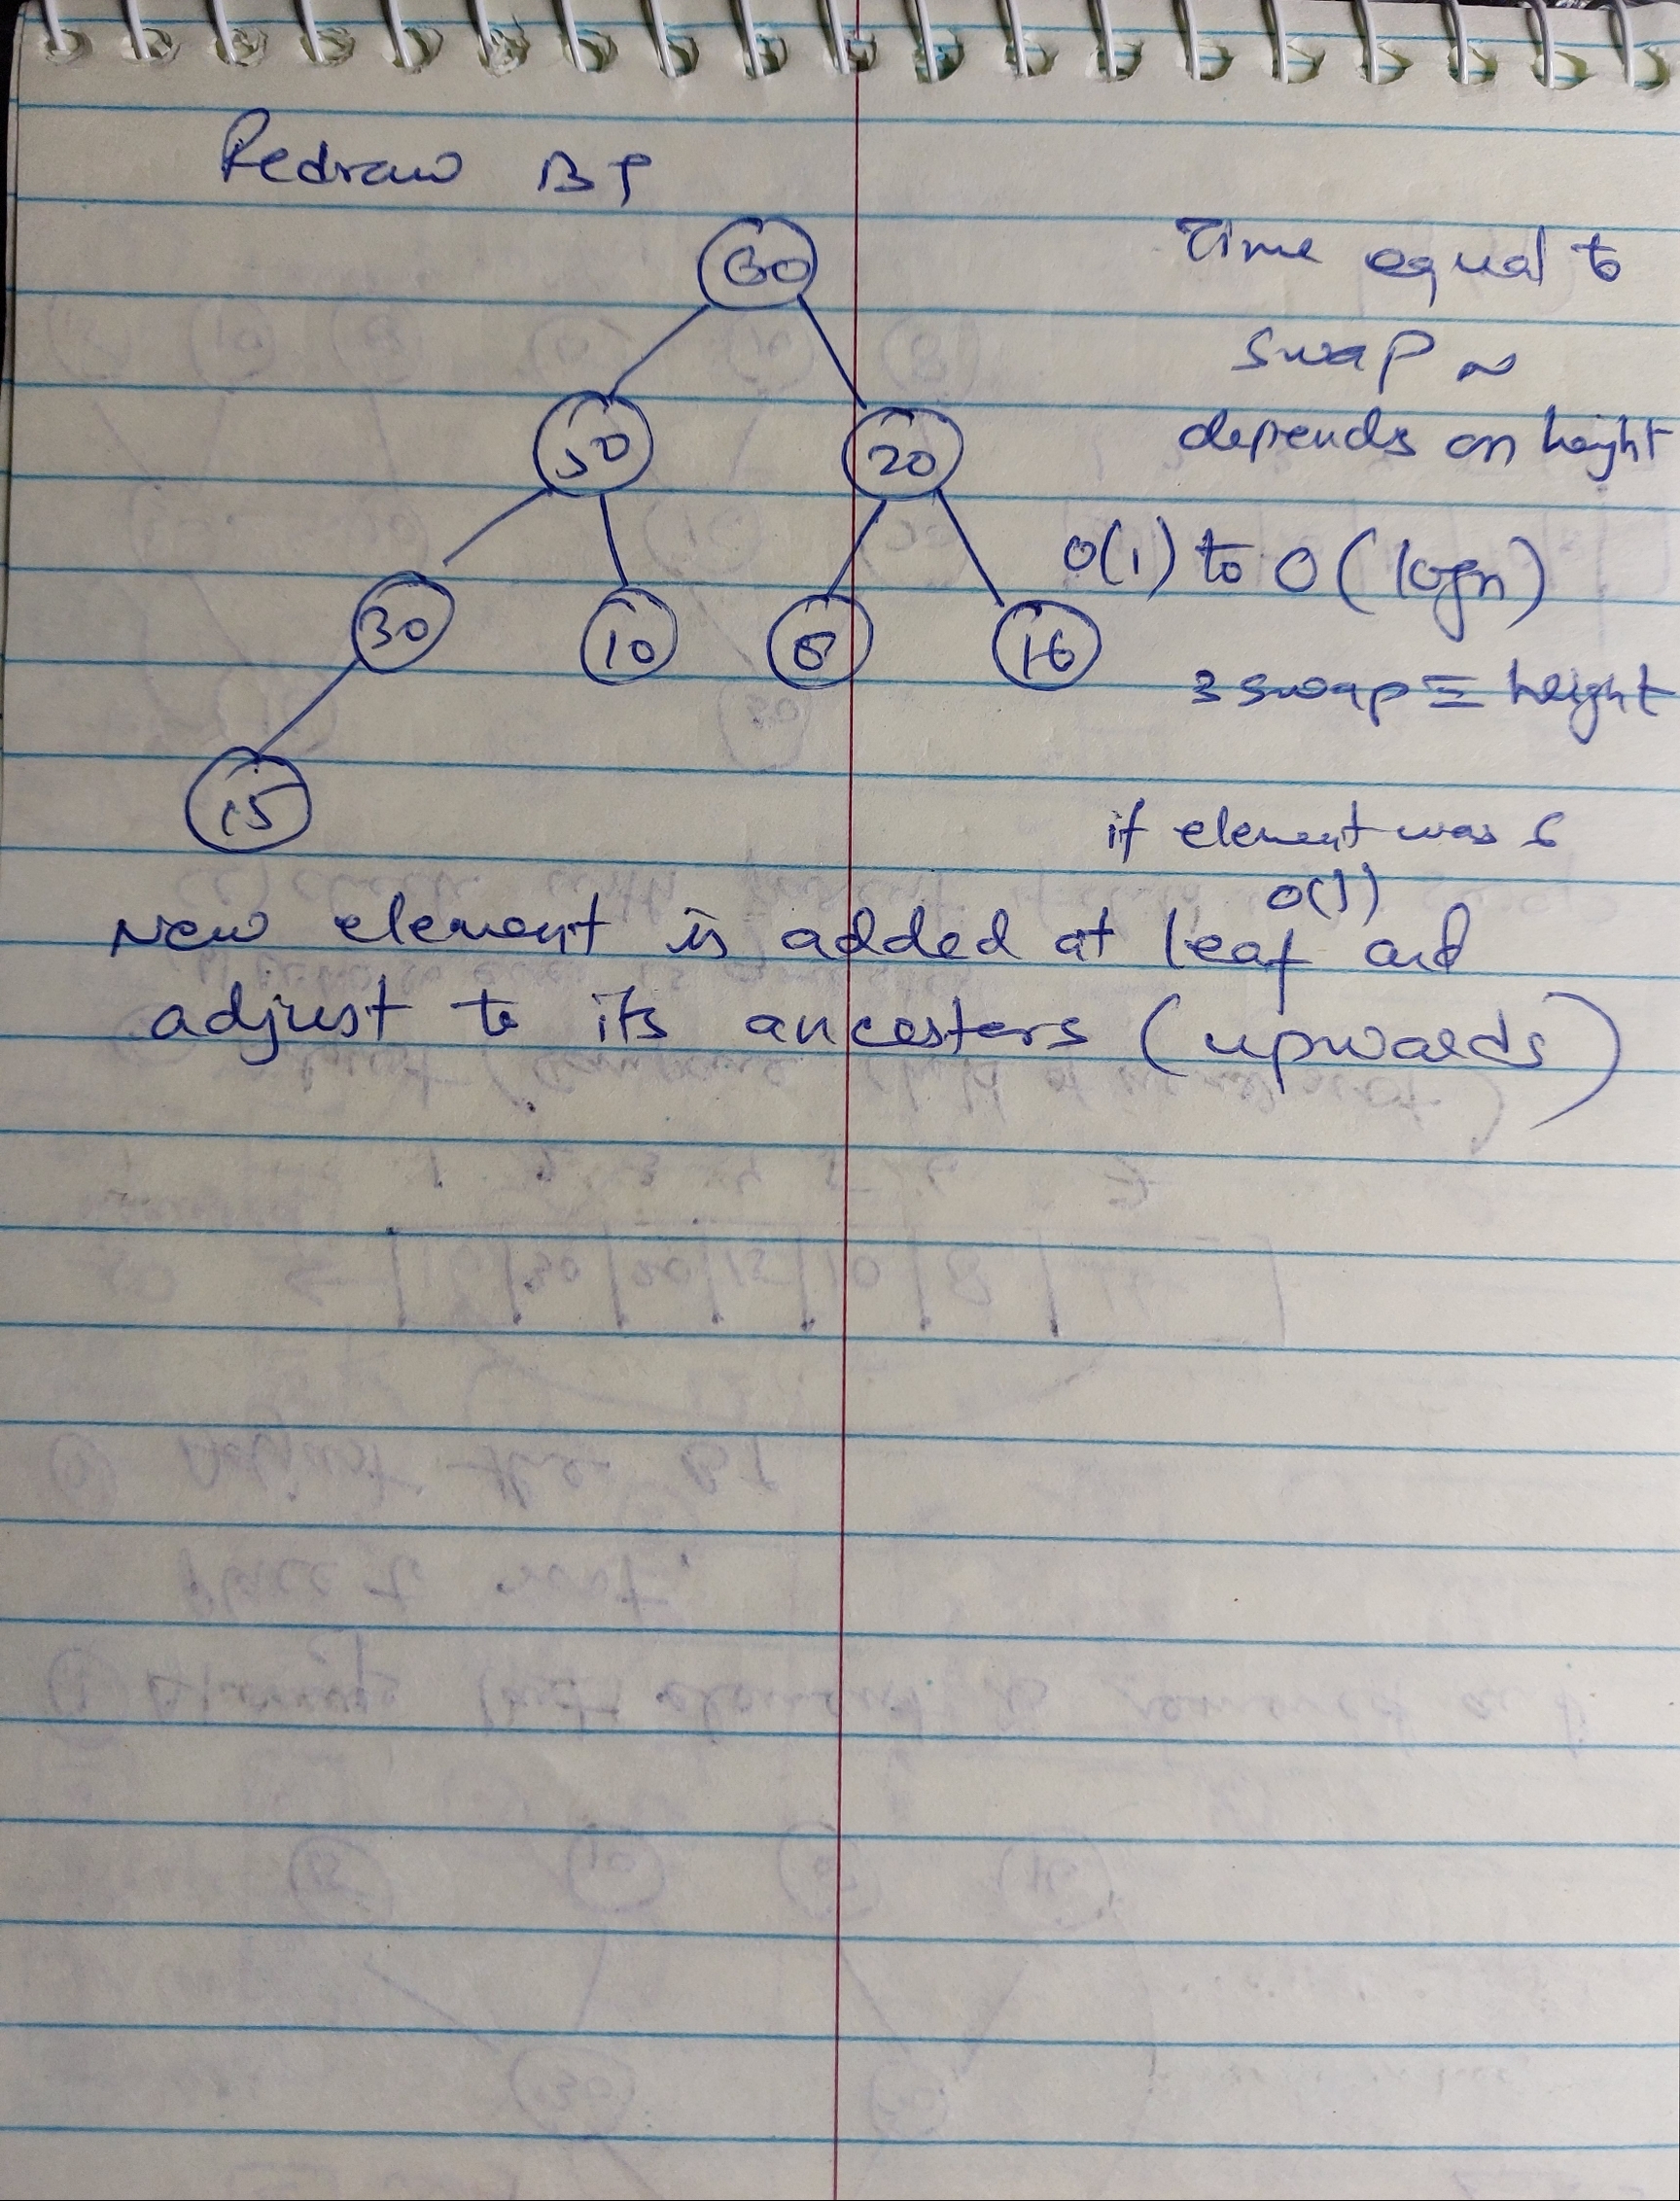 Redraw BT
60
Time equal to
swap ~
50 20
depends on height
O(1) to O(logn)
30 10 8 16
3 swap ≡ height
15
if element was 6
O(1)
New element is added at leaf and
adjust to its ancesters (upwards)